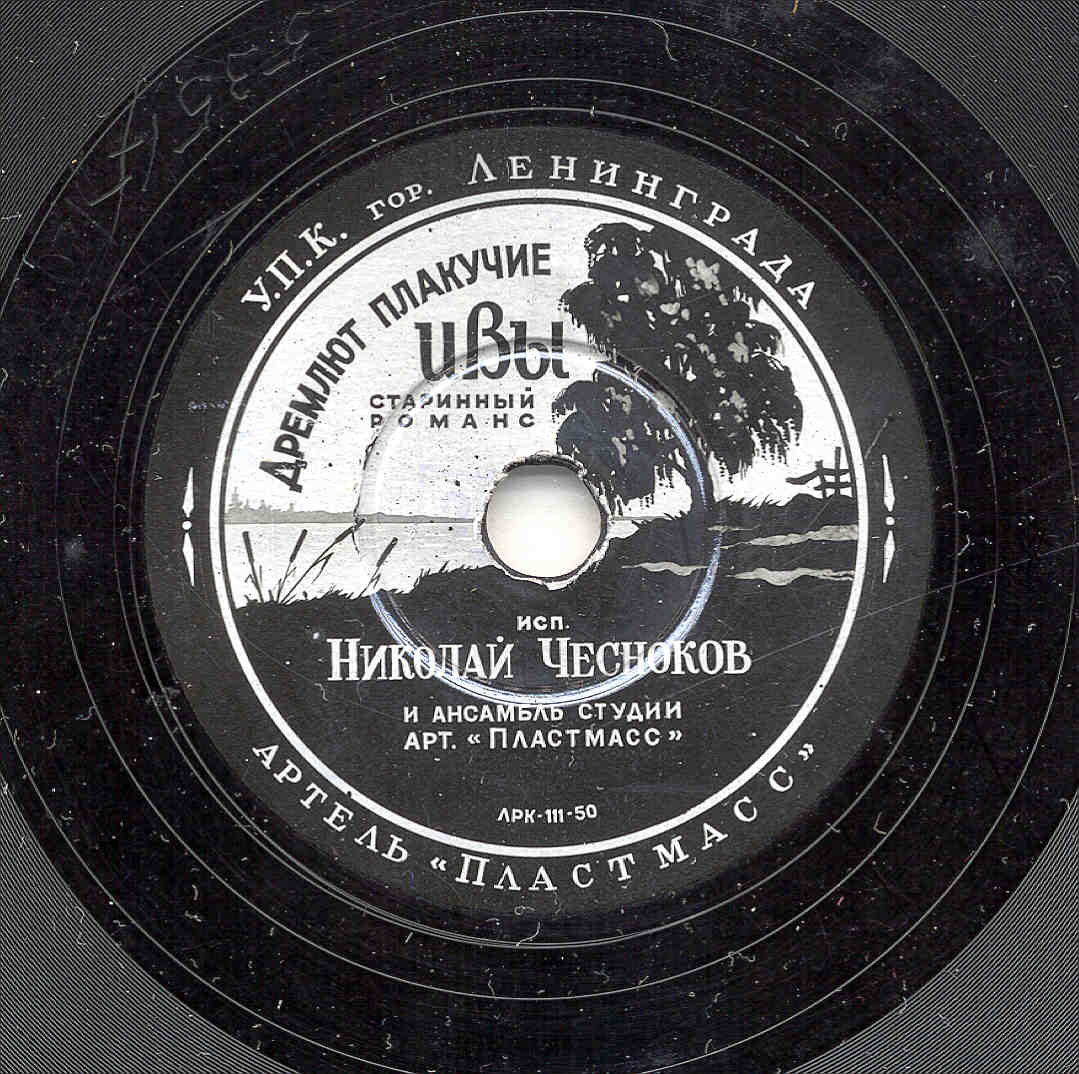 У.П.К. гор. Ленинграда
ДРЕМЛЮТ ПЛАКУЧИЕ
ИВЫ
СТАРИННЫЙ
РОМАНС
исп.
Николай Чесноков
И АНСАМБЛЬ СТУДИИ
АРТ. «ПЛАСТМАСС»
ЛРК-111-50
АРТЕЛЬ «ПЛАСТМАСС»